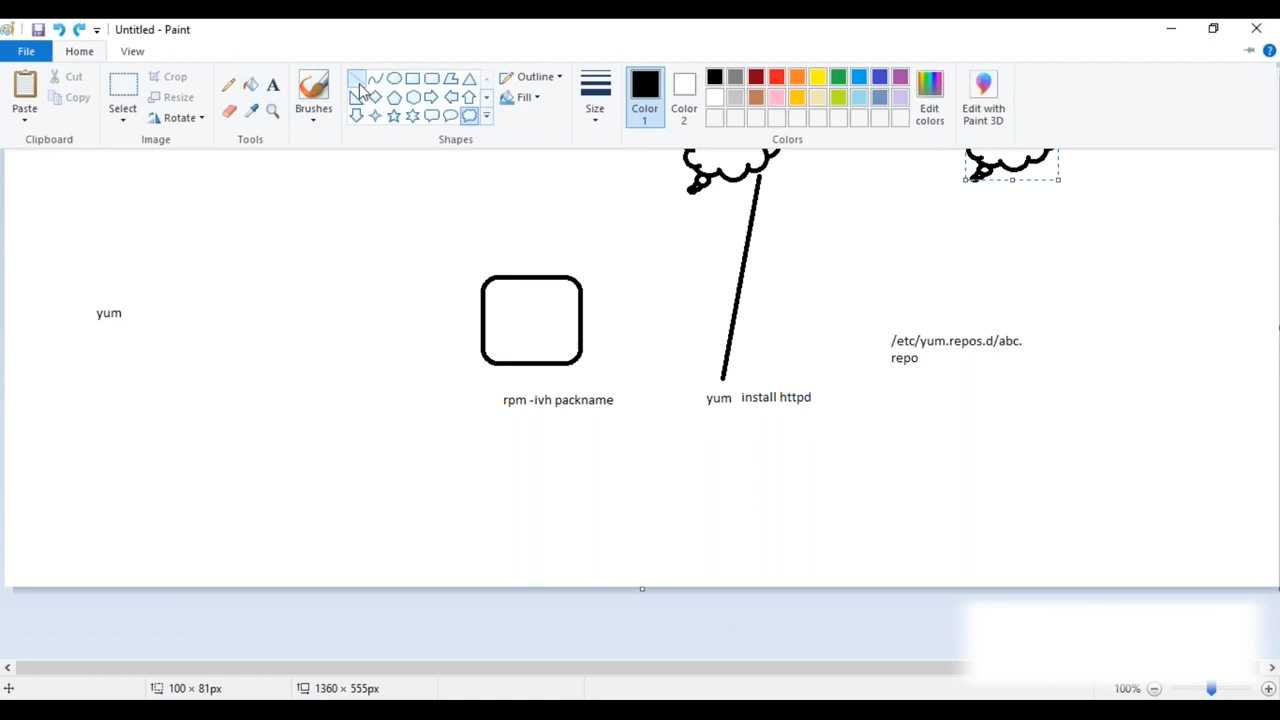 Untitled - Paint
File
Home
View
Paste
Cut
Copy
Clipboard
Select
Crop
Resize
Rotate
Image
Tools
Brushes
Outline
Fill
Shapes
Size
Color 1
Color 2
Edit colors
Colors
Edit with Paint 3D
yum
/etc/yum.repos.d/abc.
repo
rpm -ivh packname
yum install httpd
100 × 81px
1360 × 555px
100%